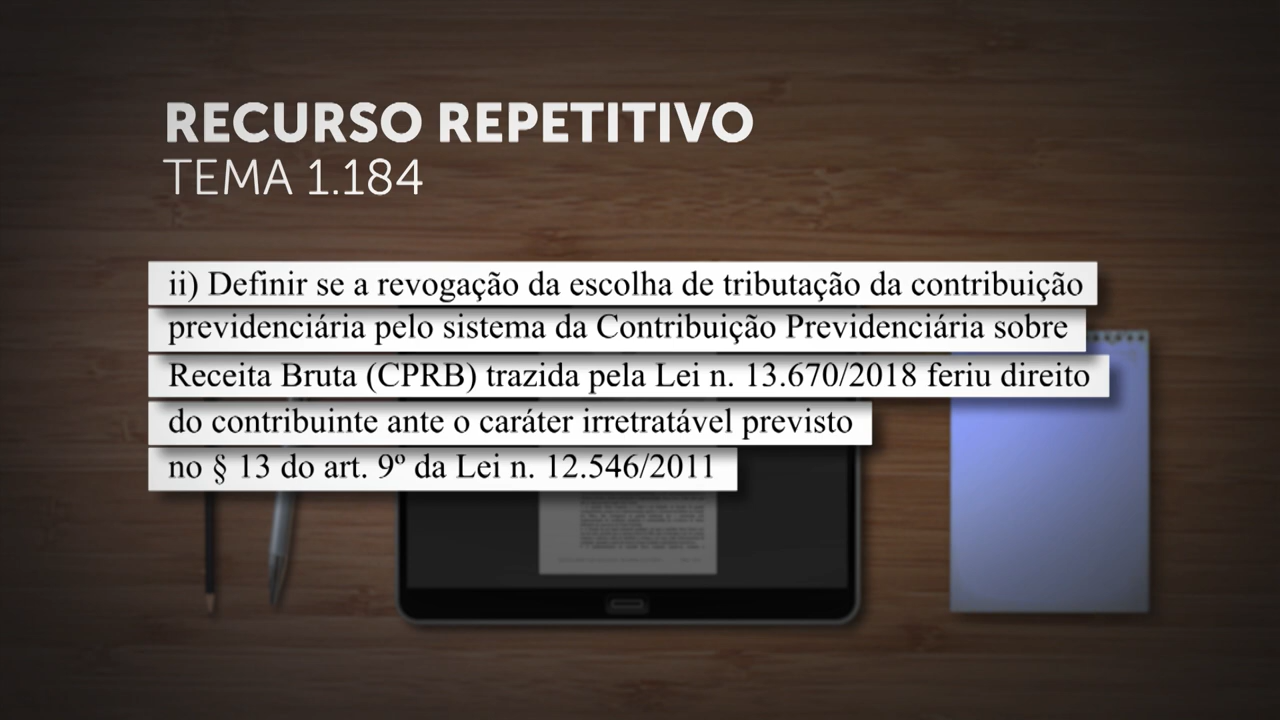 RECURSO REPETITIVO
TEMA 1.184
ii) Definir se a revogação da escolha de tributação da contribuição
previdenciária pelo sistema da Contribuição Previdenciária sobre
Receita Bruta (CPRB) trazida pela Lei n. 13.670/2018 feriu direito
do contribuinte ante o caráter irretratável previsto
no § 13 do art. 9º da Lei n. 12.546/2011